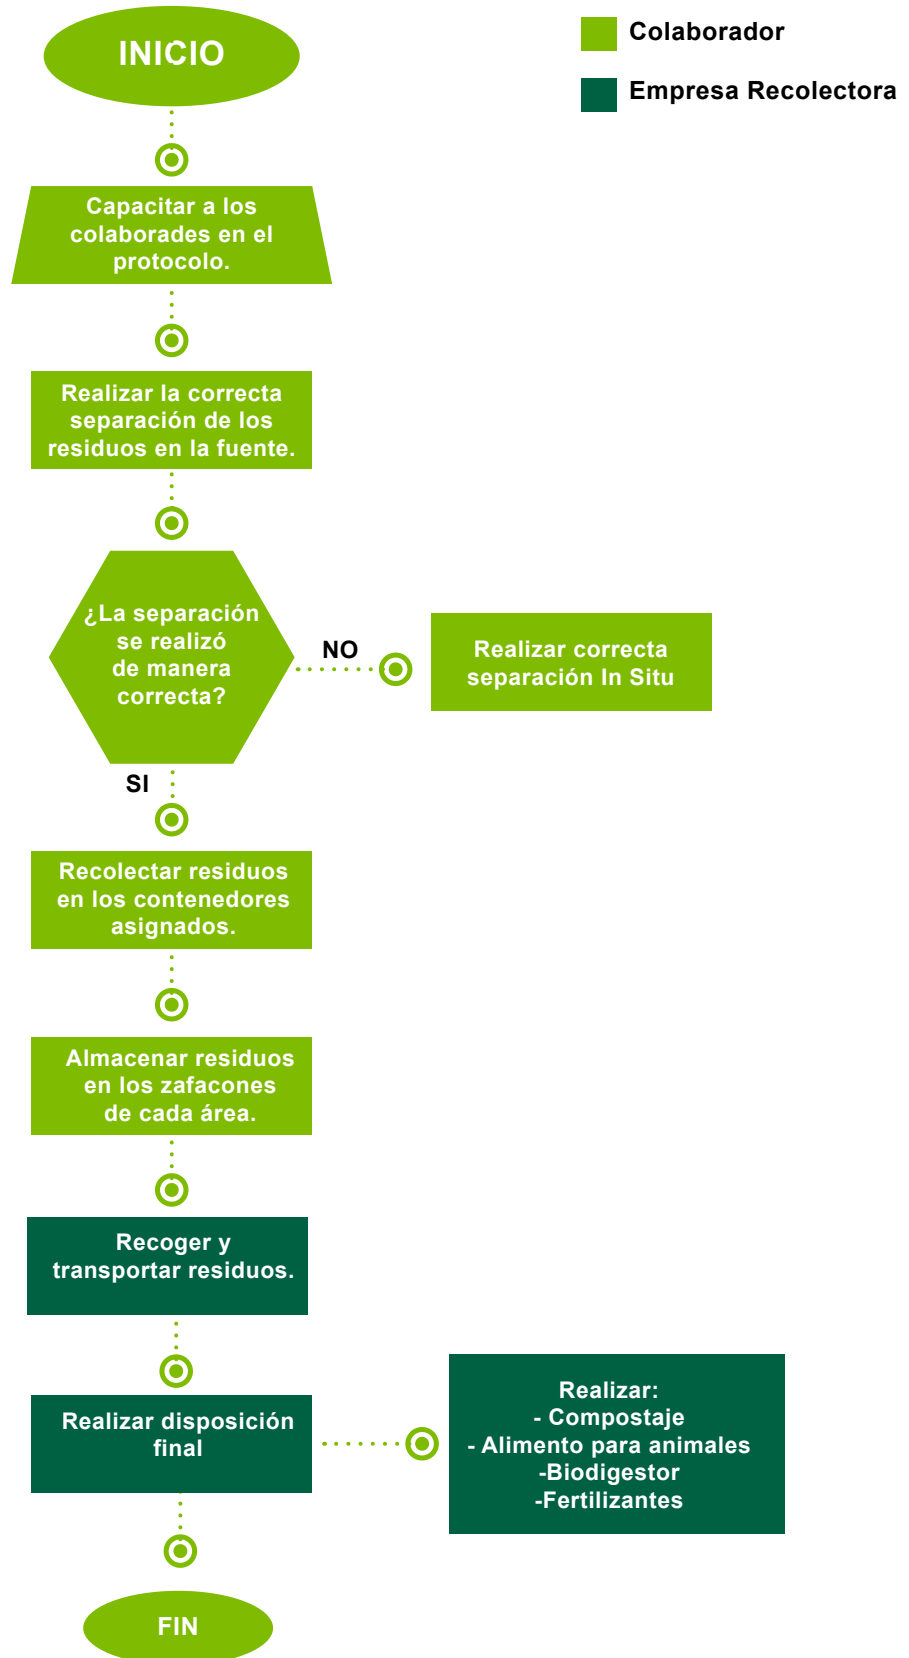 INICIO
Colaborador
Empresa Recolectora
Capacitar a los
colaborades en el
protocolo.
Realizar la correcta
separación de los
residuos en la fuente.
¿La separación
se realizó
de manera
correcta?
NO
Realizar correcta
separación In Situ
SI
Recolectar residuos
en los contenedores
asignados.
Almacenar residuos
en los zafacones
de cada área.
Recoger y
transportar residuos.
Realizar disposición
final
Realizar:
- Compostaje
- Alimento para animales
-Biodigestor
-Fertilizantes
FIN